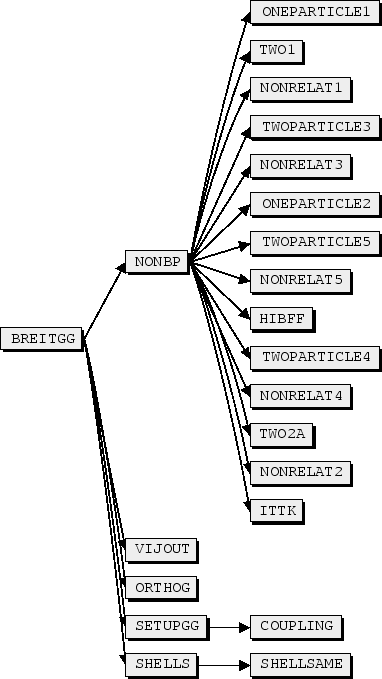 ONEPARTICLE1
TWO1
NONRELAT1
TWOPARTICLE3
NONRELAT3
ONEPARTICLE2
TWOPARTICLE5
NONBP
NONRELAT5
HIBFF
BREITGG
TWOPARTICLE4
NONRELAT4
TWO2A
NONRELAT2
ITTK
VIJOUT
ORTHOG
SETUPGG
COUPLING
SHELLS
SHELLSAME